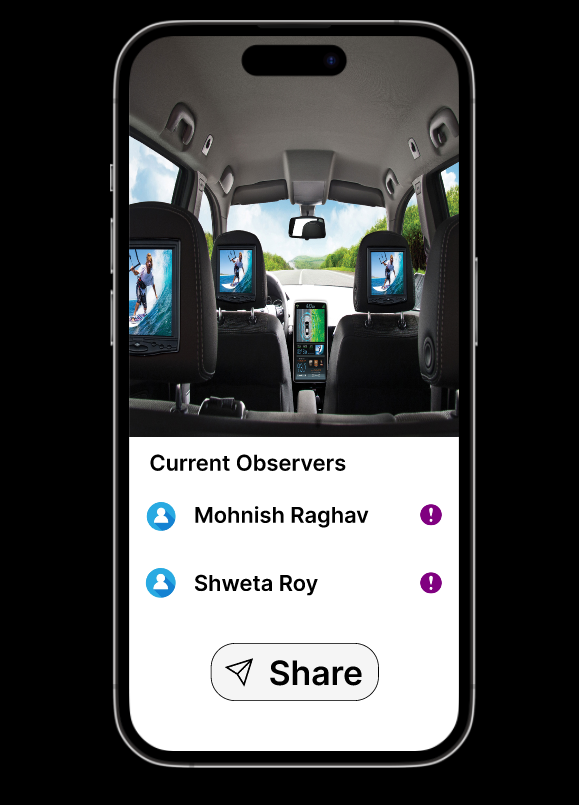 Current Observers
Mohnish Raghav
Shweta Roy
Share